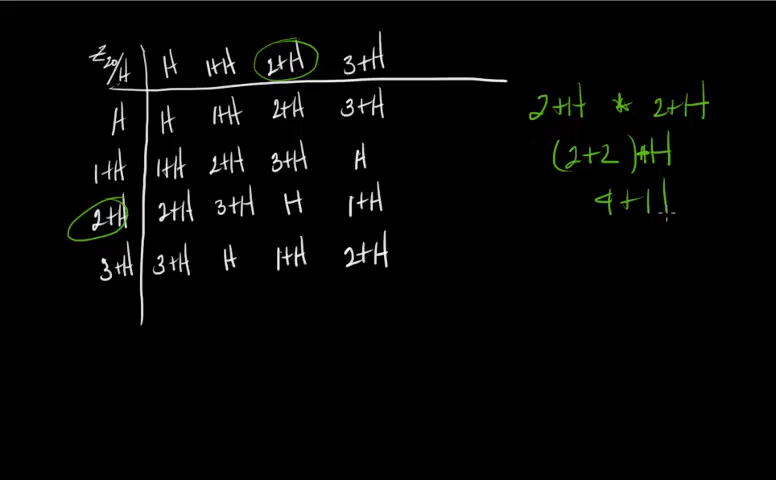 Z20/H H 1+H 2+H 3+H
H H 1+H 2+H 3+H
1+H 1+H 2+H 3+H H
2+H 2+H 3+H H 1+H
3+H 3+H H 1+H 2+H
2+H * 2+H
(2+2)+H
4+H